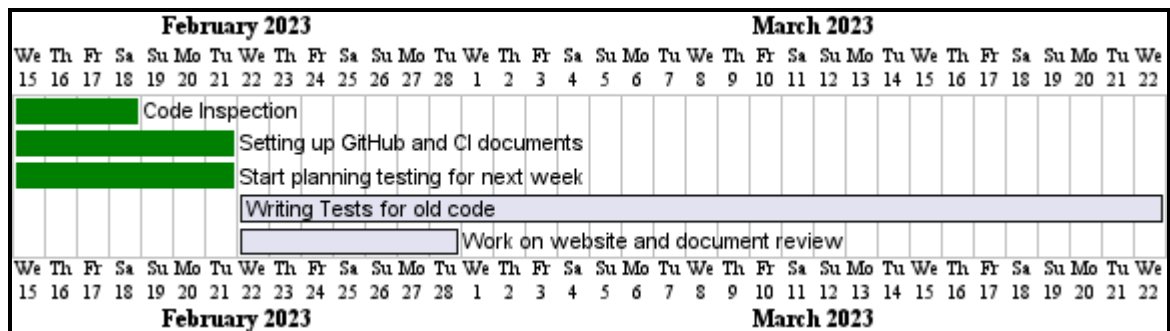 February 2023 March 2023
We Th Fr Sa Su Mo Tu We Th Fr Sa Su Mo Tu We Th Fr Sa Su Mo Tu We Th Fr Sa Su Mo Tu We Th Fr Sa Su Mo Tu We
15 16 17 18 19 20 21 22 23 24 25 26 27 28 1 2 3 4 5 6 7 8 9 10 11 12 13 14 15 16 17 18 19 20 21 22
Code Inspection
Setting up GitHub and CI documents
Start planning testing for next week
Writing Tests for old code
Work on website and document review
We Th Fr Sa Su Mo Tu We Th Fr Sa Su Mo Tu We Th Fr Sa Su Mo Tu We Th Fr Sa Su Mo Tu We Th Fr Sa Su Mo Tu We
15 16 17 18 19 20 21 22 23 24 25 26 27 28 1 2 3 4 5 6 7 8 9 10 11 12 13 14 15 16 17 18 19 20 21 22
February 2023 March 2023